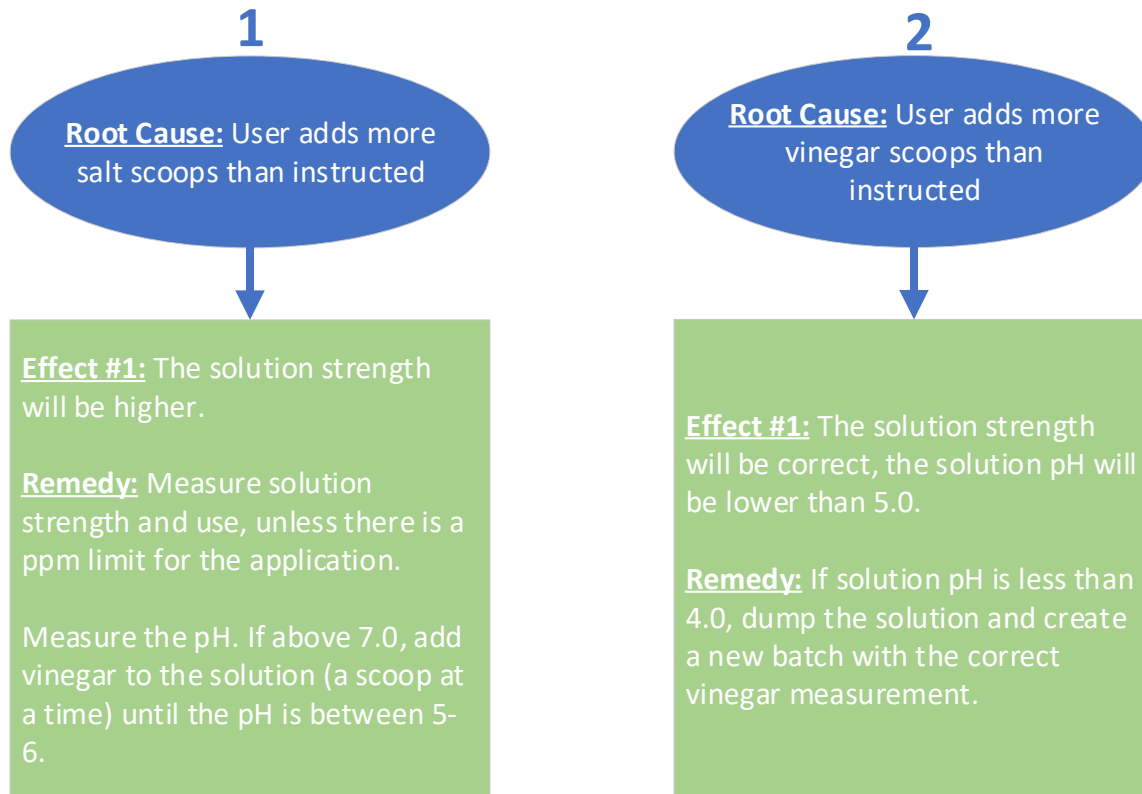 1
Root Cause: User adds more
salt scoops than instructed
Effect #1: The solution strength
will be higher.
Remedy: Measure solution
strength and use, unless there is a
ppm limit for the application.
Measure the pH. If above 7.0, add
vinegar to the solution (a scoop at
a time) until the pH is between 5-
6.
2
Root Cause: User adds more
vinegar scoops than
instructed
Effect #1: The solution strength
will be correct, the solution pH will
be lower than 5.0.
Remedy: If solution pH is less than
4.0, dump the solution and create
a new batch with the correct
vinegar measurement.